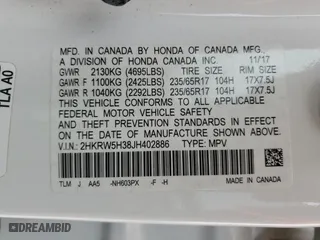 TLA A0
MFD. IN CANADA BY HONDA OF CANADA MFG.,
A DIVISION OF HONDA CANADA INC. 11/17
GVWR 2130KG (4695LBS) TIRE SIZE RIM SIZE
GAWR F 1100KG (2425LBS) 235/65R17 104H 17X7.5J
GAWR R 1040KG (2292LBS) 235/65R17 104H 17X7.5J
THIS VEHICLE CONFORMS TO ALL APPLICABLE
FEDERAL MOTOR VEHICLE SAFETY, BUMPER,
AND THEFT PREVENTION STANDARDS IN EFFECT
ON THE DATE OF MANUFACTURE SHOWN ABOVE.
V.I.N.: 2HKRW5H38JH402886 TYPE: MPV
TLM J AA5 -NH603PX -F -H MADE IN CANADA
OFFICIAL IMAGE